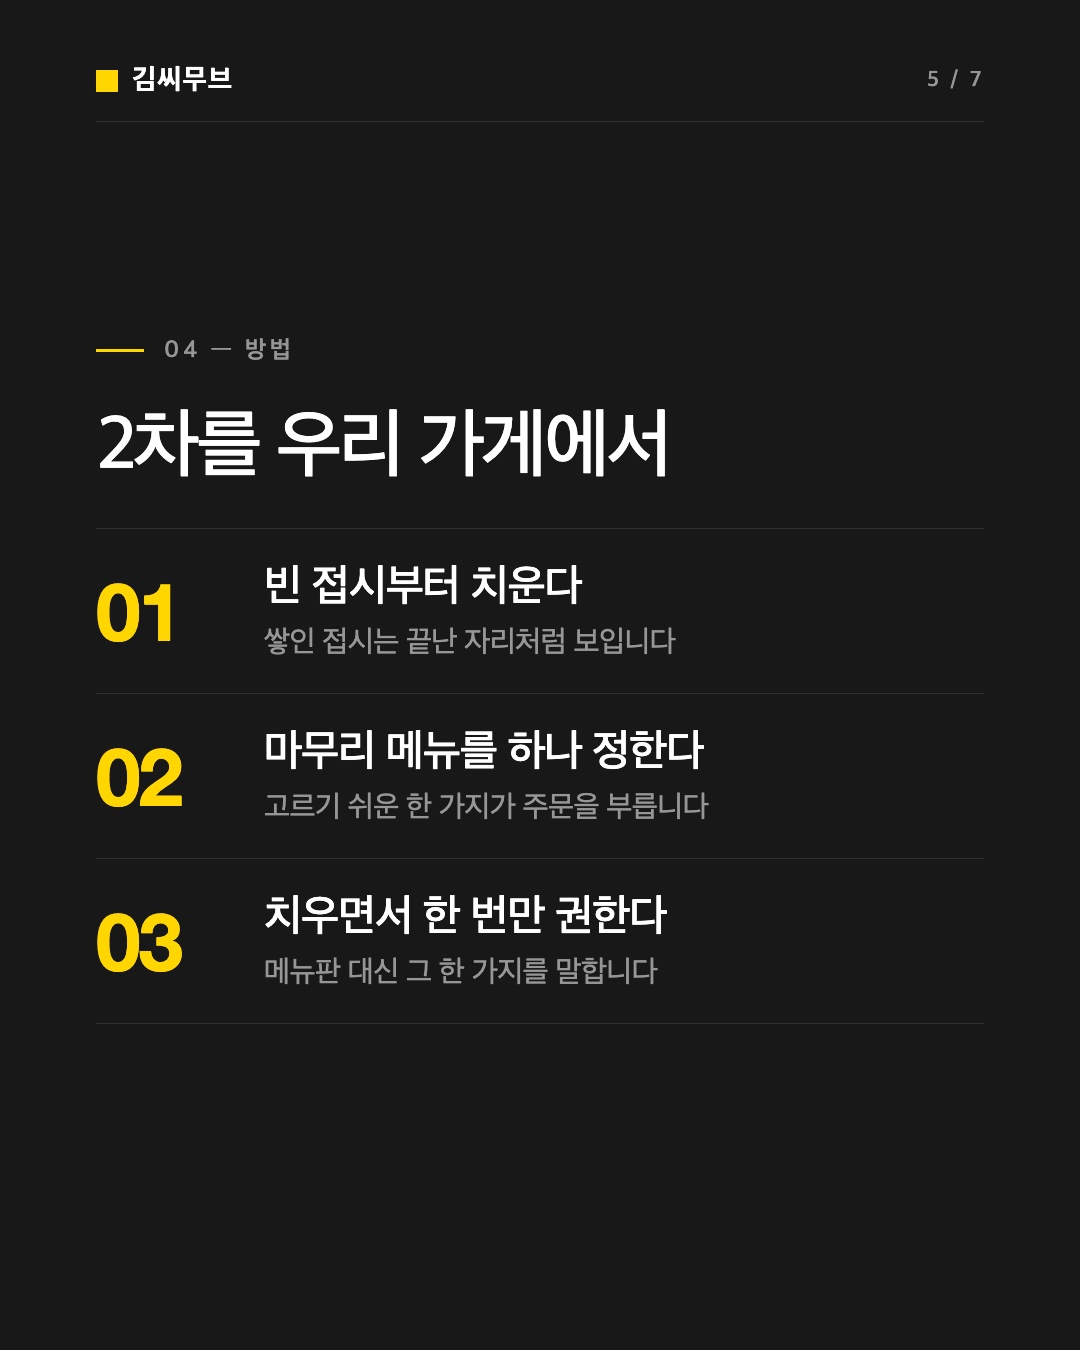 김씨무브
5 / 7
04 — 방법
2차를 우리 가게에서
01
빈 접시부터 치운다
쌓인 접시는 끝난 자리처럼 보입니다
02
마무리 메뉴를 하나 정한다
고르기 쉬운 한 가지가 주문을 부릅니다
03
치우면서 한 번만 권한다
메뉴판 대신 그 한 가지를 말합니다